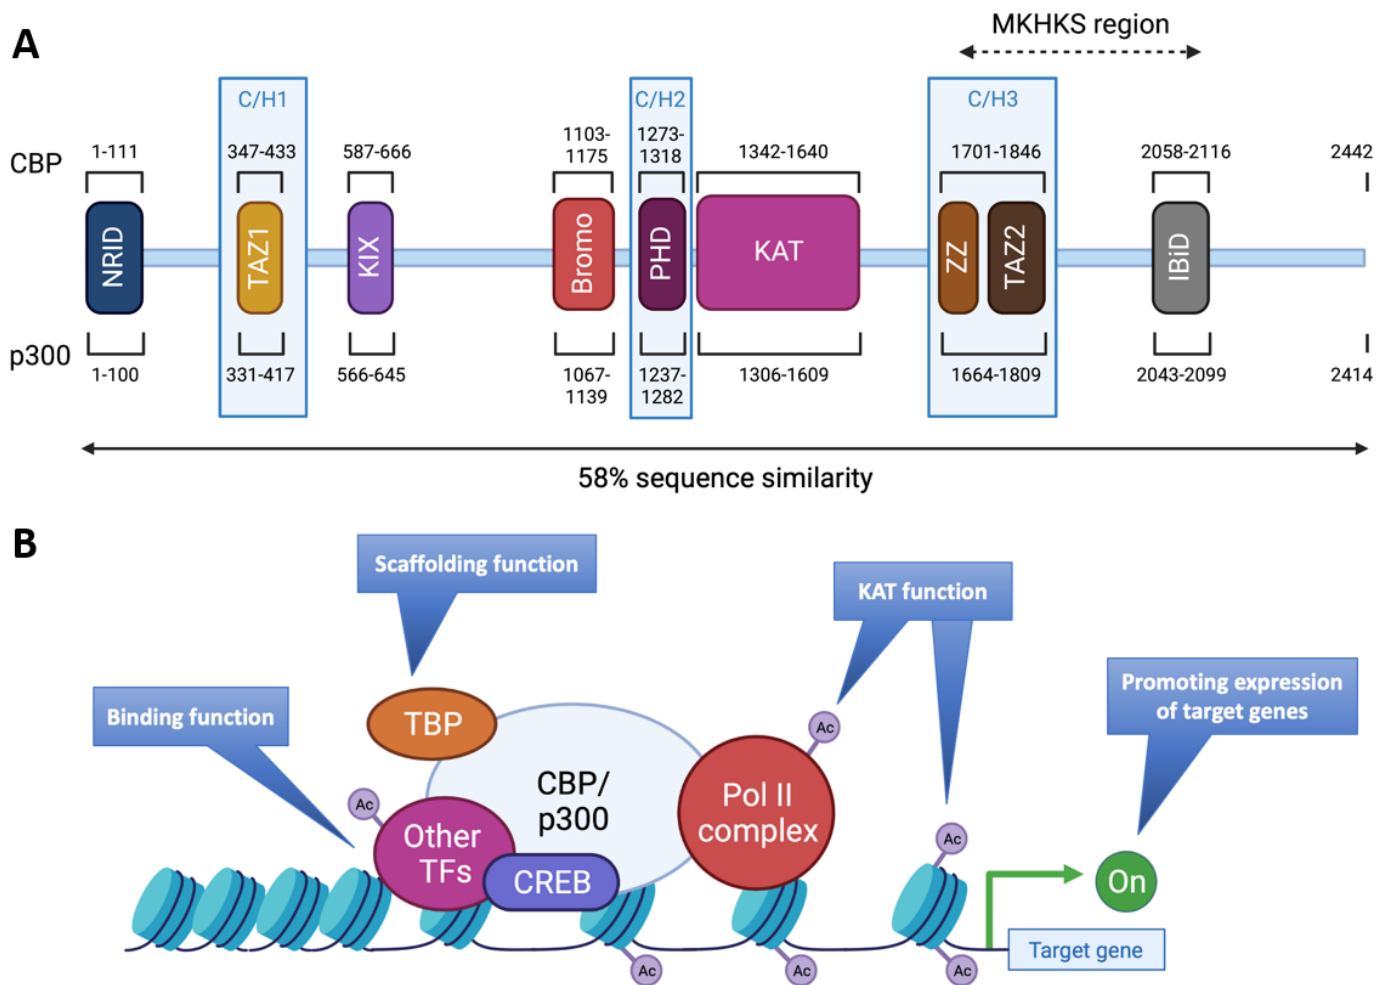 A
MKHKS region
C/H1
C/H2
C/H3
CBP
1-111
347-433
587-666
1103-
1175
1273-
1318
1342-1640
1701-1846
2058-2116
2442
NRID
TAZ1
KIX
Bromo
PHD
KAT
ZZ
TAZ2
IBiD
p300
1-100
331-417
566-645
1067-
1139
1237-
1282
1306-1609
1664-1809
2043-2099
2414
58% sequence similarity
B
Scaffolding function
KAT function
Binding function
Promoting expression
of target genes
TBP
Ac
CBP/
p300
Pol II
complex
Ac
Other
TFs
CREB
Ac
On
Target gene
Ac
Ac
Ac